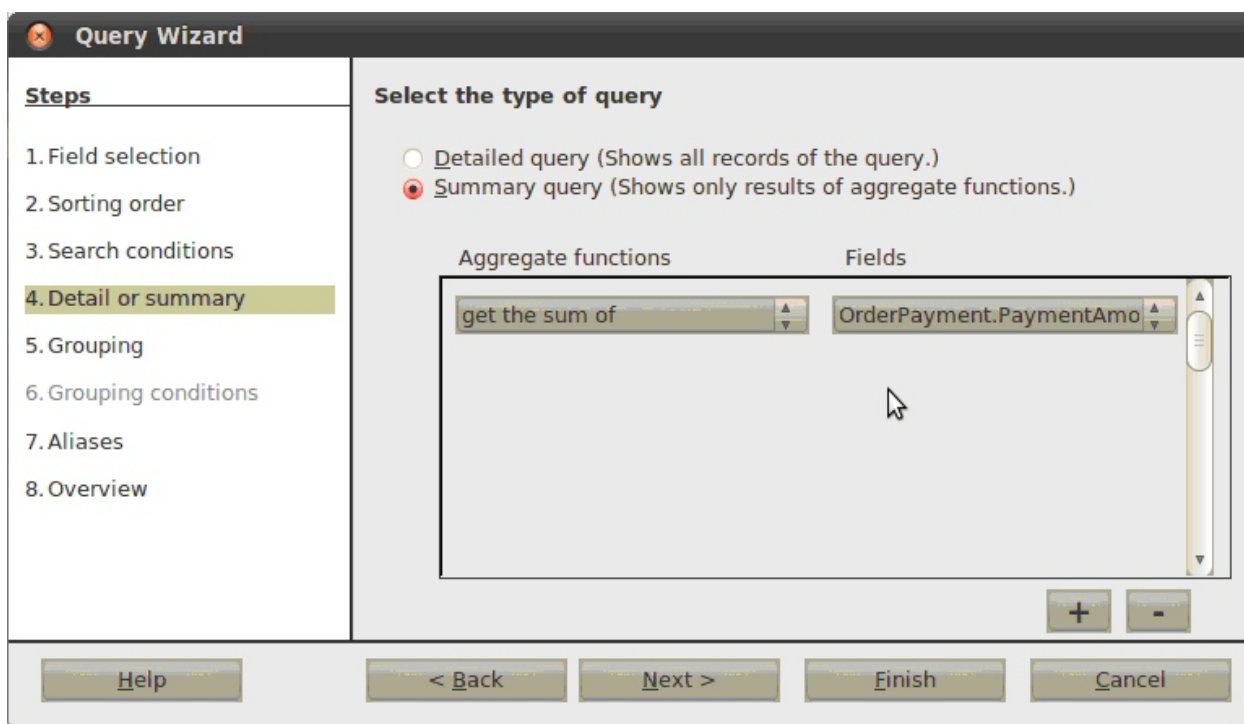 Query Wizard
Steps
1. Field selection
2. Sorting order
3. Search conditions
4. Detail or summary
5. Grouping
6. Grouping conditions
7. Aliases
8. Overview
Select the type of query
Detailed query (Shows all records of the query.)
Summary query (Shows only results of aggregate functions.)
Aggregate functions Fields
get the sum of OrderPayment.PaymentAmo
+ -
Help < Back Next > Finish Cancel